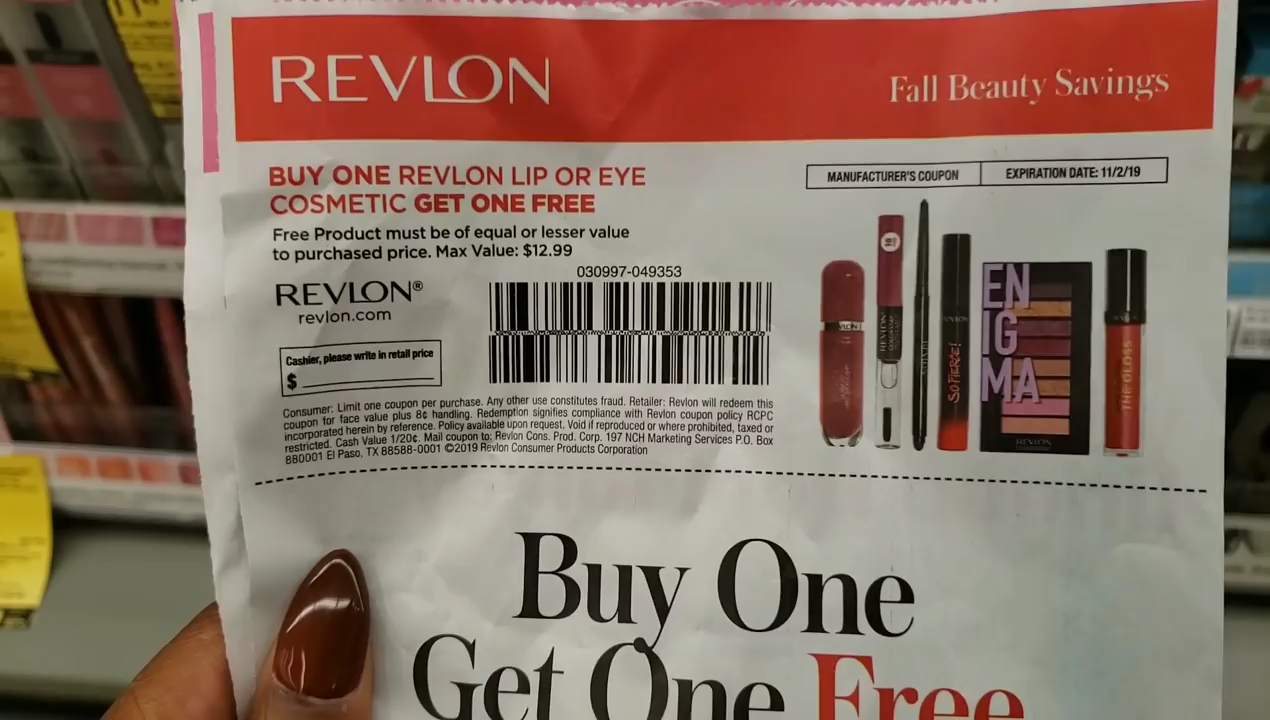 REVLON
Fall Beauty Savings
BUY ONE REVLON LIP OR EYE
COSMETIC GET ONE FREE
Free Product must be of equal or lesser value
to purchased price. Max Value: $12.99
MANUFACTURER'S COUPON
EXPIRATION DATE: 11/2/19
030997-049353
REVLON®
revlon.com
Cashier, please write in retail price
$
Consumer: Limit one coupon per purchase. Any other use constitutes fraud. Retailer: Revlon will redeem this
coupon for face value plus 8¢ handling. Redemption signifies compliance with Revlon coupon policy RCPC
incorporated herein by reference. Policy available upon request. Void if reproduced or where prohibited, taxed or
restricted. Cash Value 1/20¢. Mail coupon to: Revlon Cons. Prod. Corp. 197 NCH Marketing Services P.O. Box
880001 El Paso, TX 88588-0001 ©2019 Revlon Consumer Products Corporation
REVLON
SO FIERCE!
EN
IG
MA
REVLON
THE GLOSS
Buy One
Get One Free